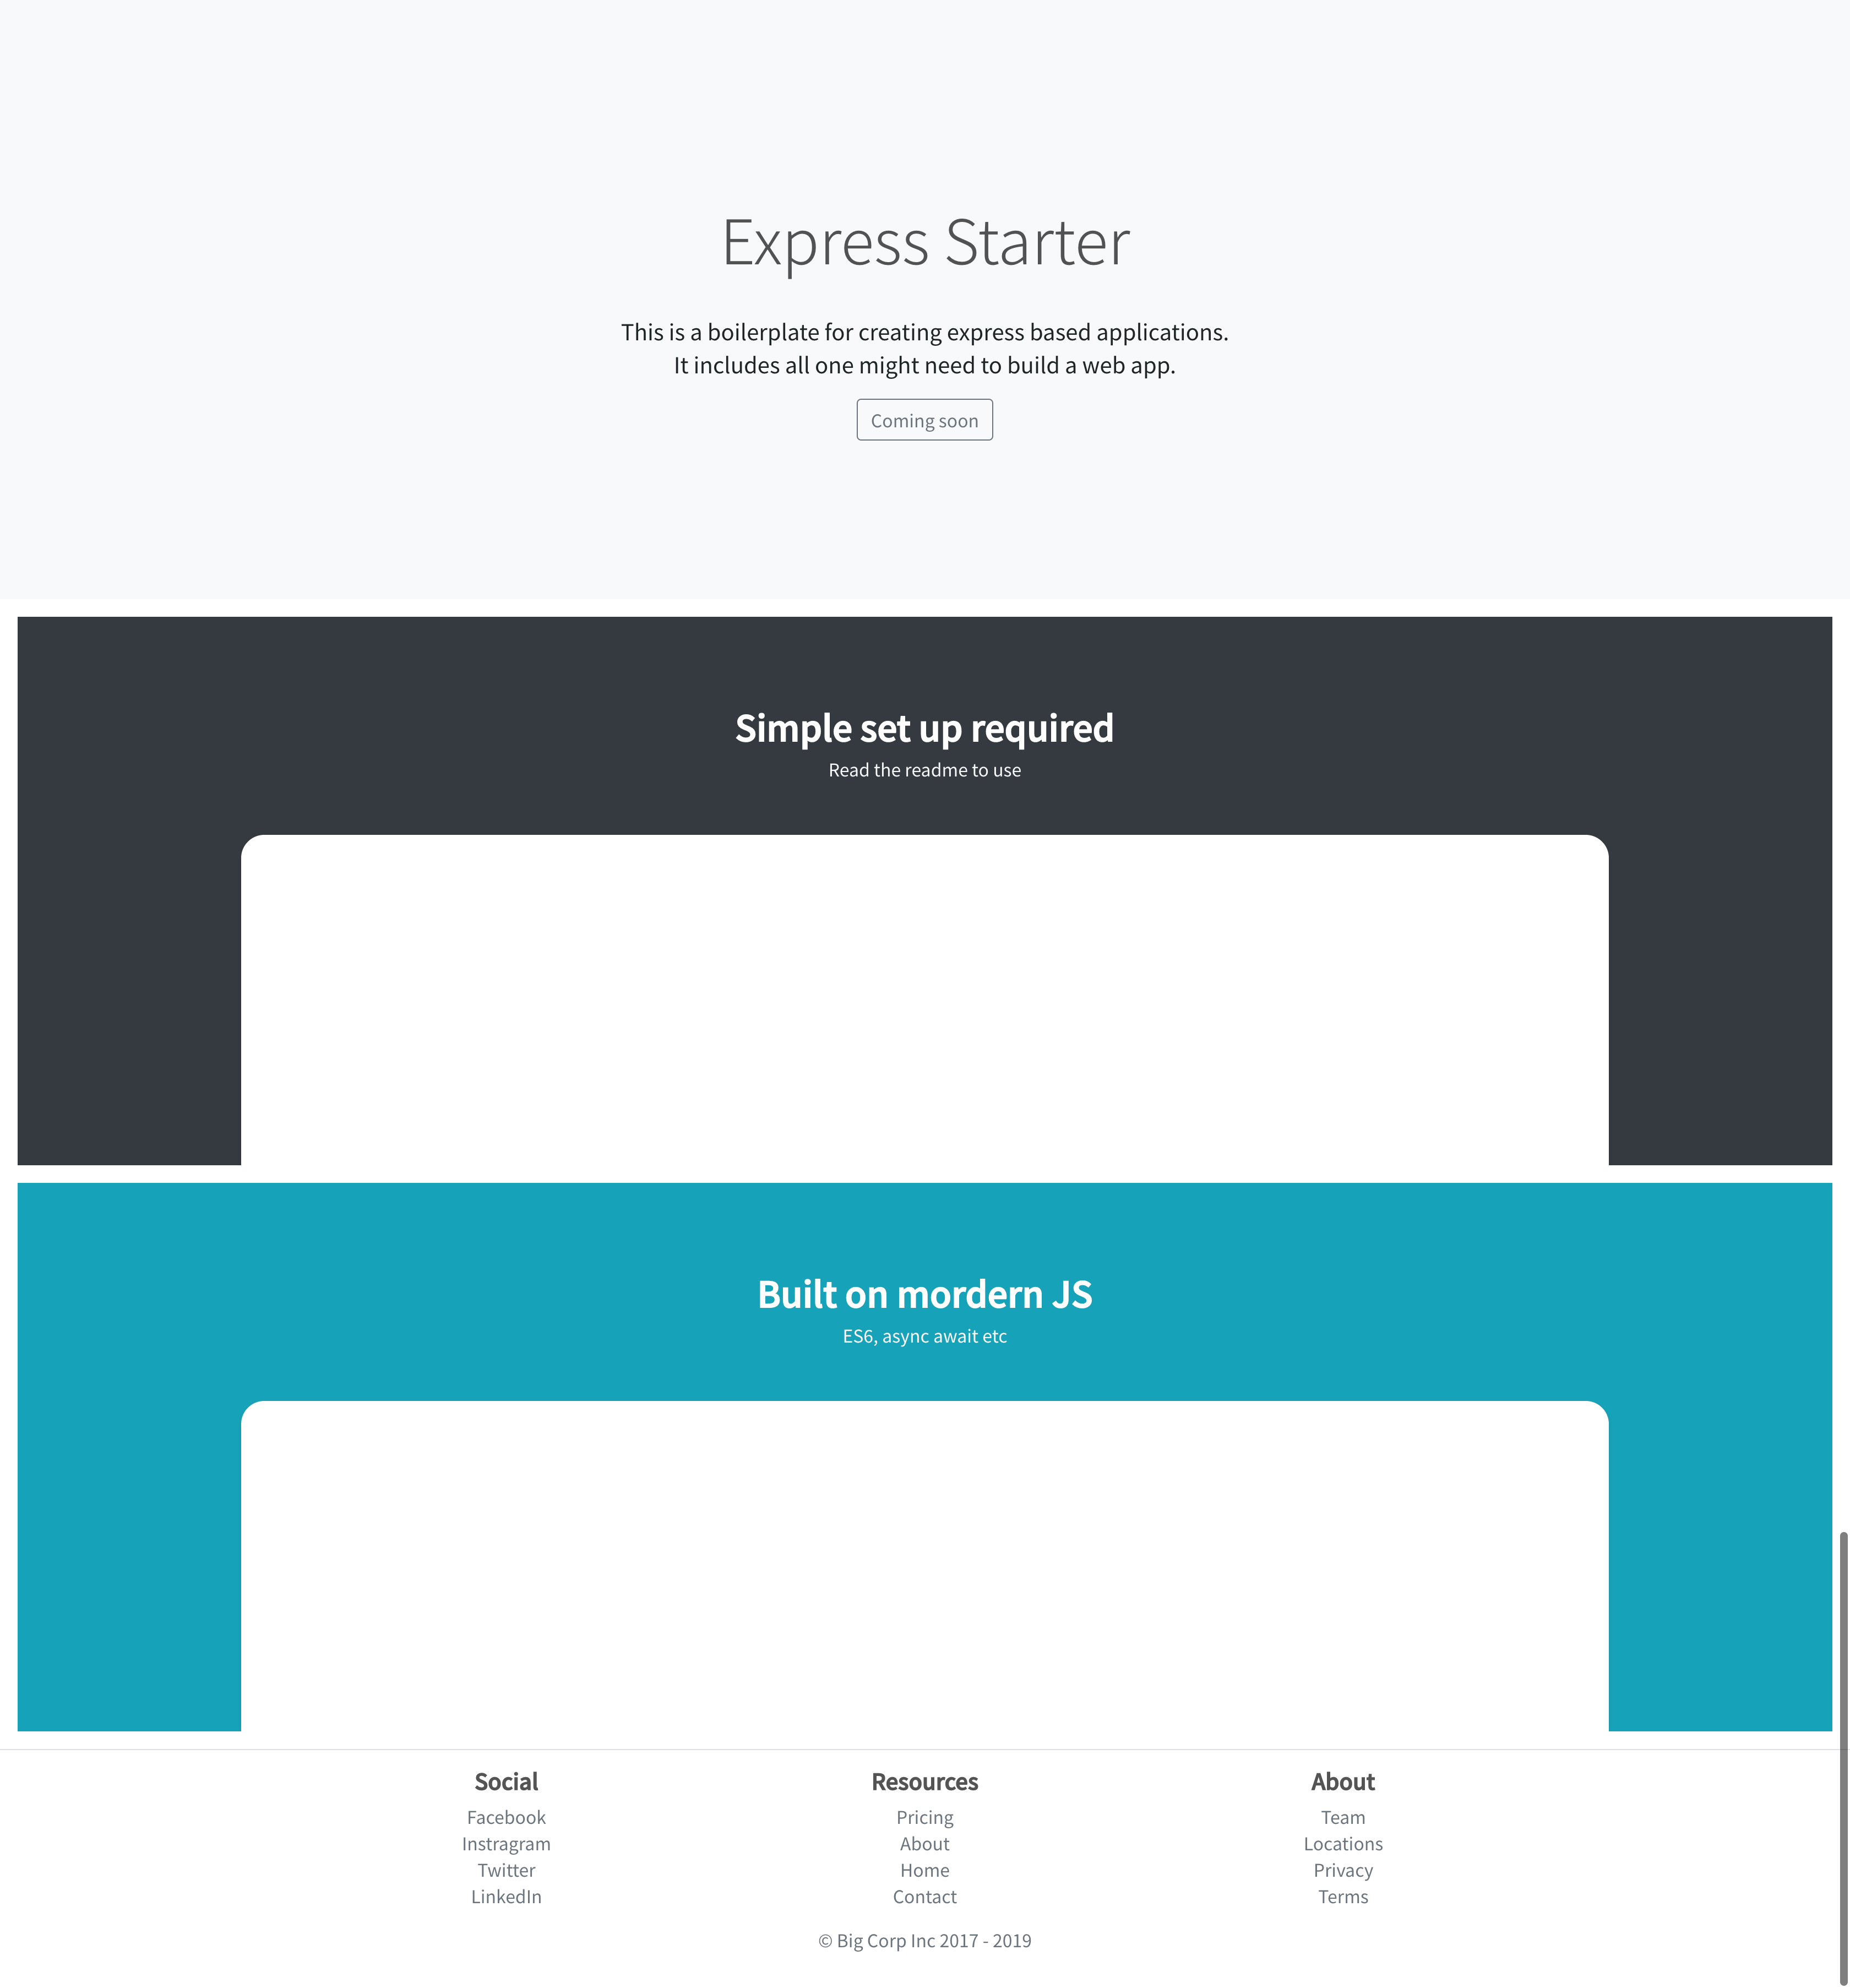 Express Starter
This is a boilerplate for creating express based applications.
It includes all one might need to build a web app.
Coming soon
Simple set up required
Read the readme to use
Built on mordern JS
ES6, async await etc
Social
Facebook
Instragram
Twitter
LinkedIn
Resources
Pricing
About
Home
Contact
About
Team
Locations
Privacy
Terms
© Big Corp Inc 2017 - 2019